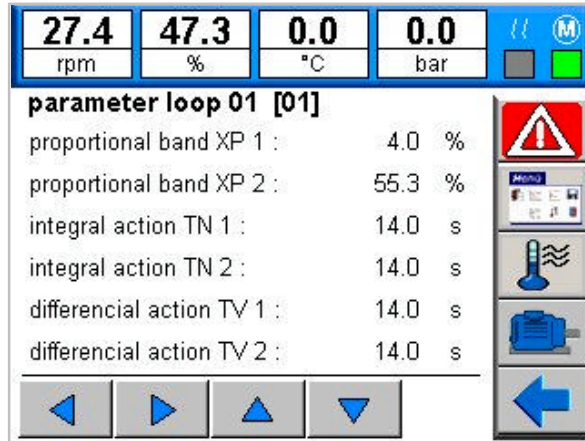 27.4 47.3 0.0 0.0
rpm % °C bar
M
parameter loop 01 [01]
proportional band XP 1 : 4.0 %
proportional band XP 2 : 55.3 %
integral action TN 1 : 14.0 s
integral action TN 2 : 14.0 s
differencial action TV 1 : 14.0 s
differencial action TV 2 : 14.0 s
Menü